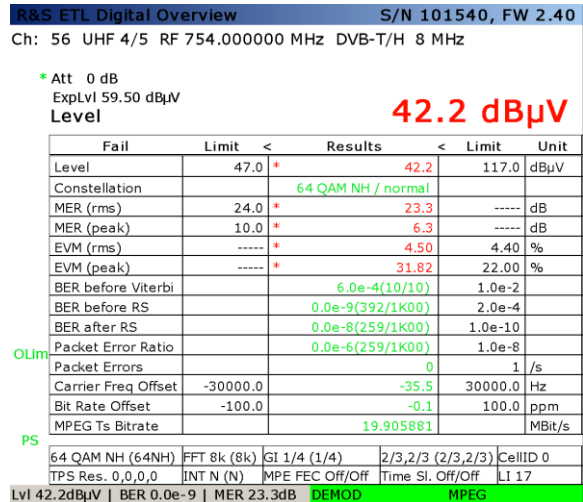 R&S ETL Digital Overview S/N 101540, FW 2.40
Ch: 56 UHF 4/5 RF 754.000000 MHz DVB-T/H 8 MHz
* Att 0 dB
ExpLvl 59.50 dBµV
Level 42.2 dBµV
Fail Limit < Results < Limit Unit
Level 47.0 * 42.2 117.0 dBµV
Constellation 64 QAM NH / normal
MER (rms) 24.0 * 23.3 ----- dB
MER (peak) 10.0 * 6.3 ----- dB
EVM (rms) ----- * 4.50 4.40 %
EVM (peak) ----- * 31.82 22.00 %
BER before Viterbi 6.0e-4(10/10) 1.0e-2
BER before RS 0.0e-9(392/1K00) 2.0e-4
BER after RS 0.0e-8(259/1K00) 1.0e-10
OLim
Packet Error Ratio 0.0e-6(259/1K00) 1.0e-8
Packet Errors 0 1 /s
Carrier Freq Offset -30000.0 -35.5 30000.0 Hz
Bit Rate Offset -100.0 -0.1 100.0 ppm
MPEG Ts Bitrate 19.905881 MBit/s
PS
64 QAM NH (64NH) FFT 8k (8k) GI 1/4 (1/4) 2/3,2/3 (2/3,2/3) CellID 0
TPS Res. 0,0,0,0 INT N (N) MPE FEC Off/Off Time Sl. Off/Off LI 17
Lvl 42.2dBµV | BER 0.0e-9 | MER 23.3dB DEMOD MPEG